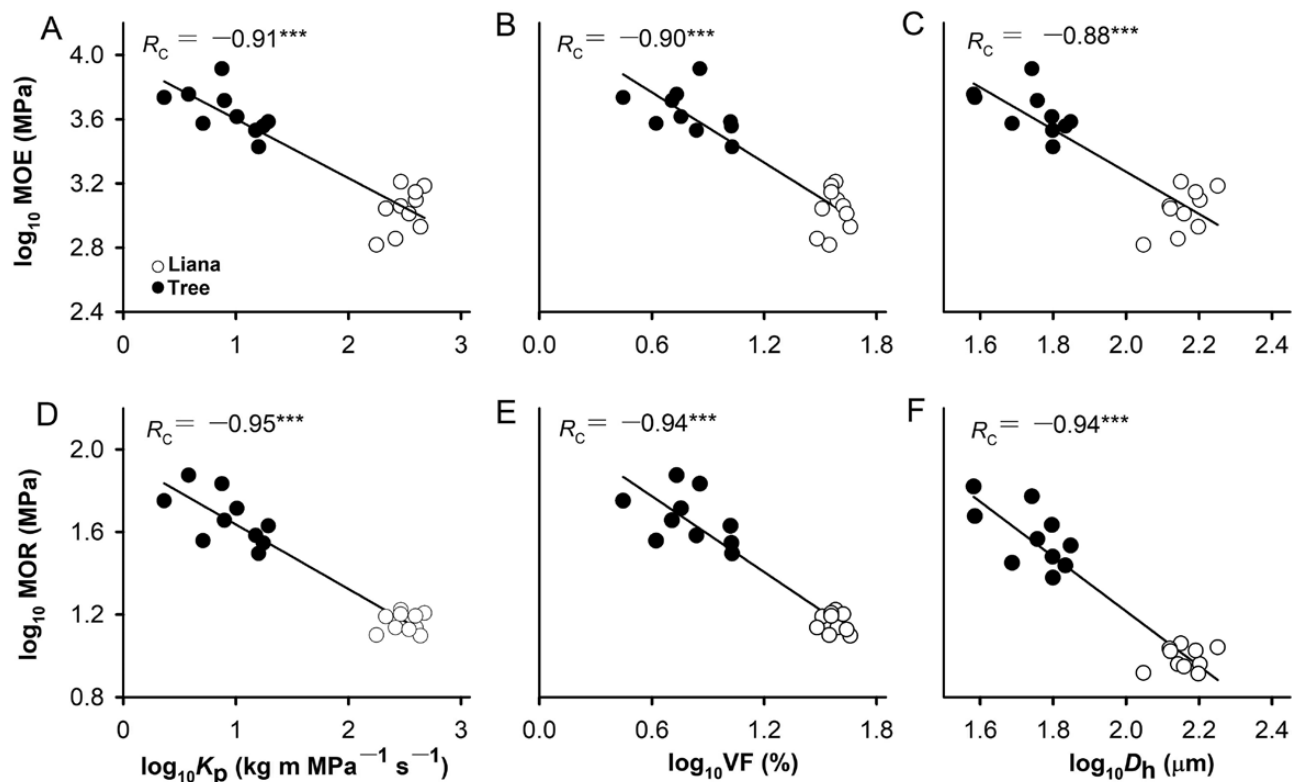 A
R_C = −0.91***
B
R_C = −0.90***
C
R_C = −0.88***
log₁₀ MOE (MPa)
4.0
3.6
3.2
2.8
2.4
Liana
Tree
0 1 2 3
0.0 0.6 1.2 1.8
1.6 1.8 2.0 2.2 2.4
D
R_C = −0.95***
E
R_C = −0.94***
F
R_C = −0.94***
log₁₀ MOR (MPa)
2.0
1.6
1.2
0.8
0 1 2 3
0.0 0.6 1.2 1.8
1.6 1.8 2.0 2.2 2.4
log₁₀Kₚ (kg m MPa⁻¹ s⁻¹)
log₁₀VF (%)
log₁₀Dₕ (μm)